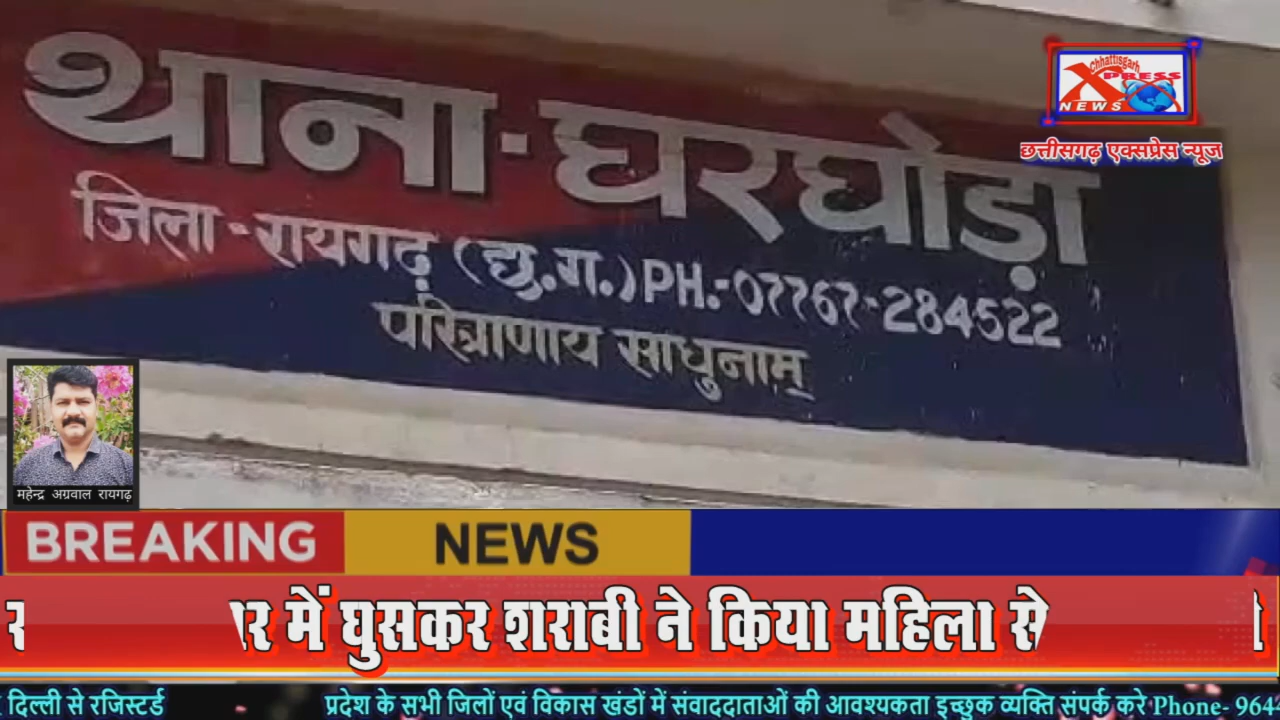 थाना-घरघोड़ा
जिला-रायगढ़ (छ.ग.) PH.-07767-284522
परित्राणाय साधुनाम्
Chhattisgarh
XPRESS
NEWS
छत्तीसगढ़ एक्सप्रेस न्यूज
महेन्द्र अग्रवाल रायगढ़
BREAKING NEWS
में घुसकर शराबी ने किया महिला से
दिल्ली से रजिस्टर्ड प्रदेश के सभी जिलों एवं विकास खंडों में संवाददाताओं की आवश्यकता इच्छुक व्यक्ति संपर्क करे Phone- 964